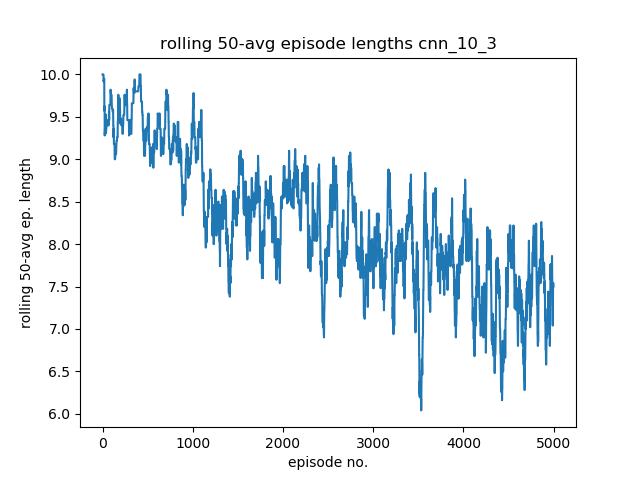 rolling 50-avg episode lengths cnn_10_3
10.0
9.5
9.0
8.5
8.0
7.5
7.0
6.5
6.0
rolling 50-avg ep. length
0 1000 2000 3000 4000 5000
episode no.